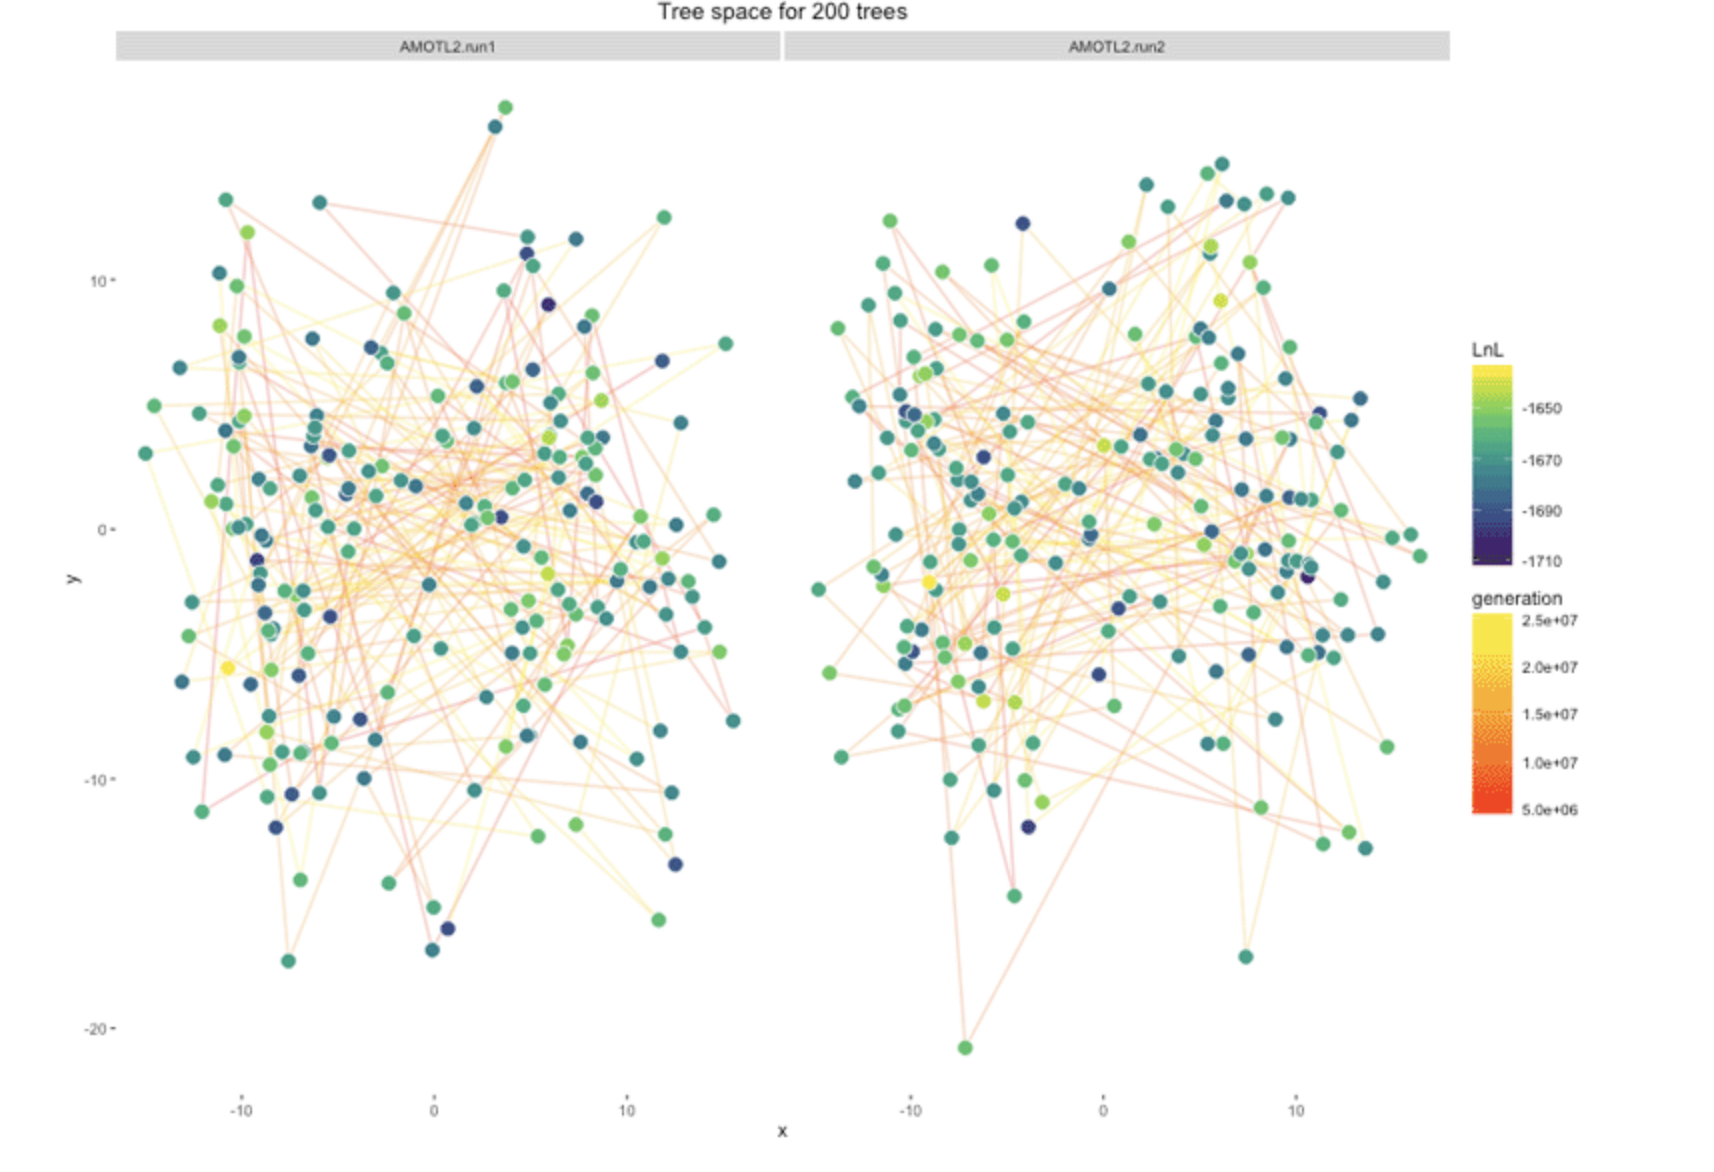 Tree space for 200 trees
AMOTL2.run1
AMOTL2.run2
10
0
-10
-20
y
-10
0
10
-10
0
10
x
LnL
-1650
-1670
-1690
-1710
generation
2.5e+07
2.0e+07
1.5e+07
1.0e+07
5.0e+06